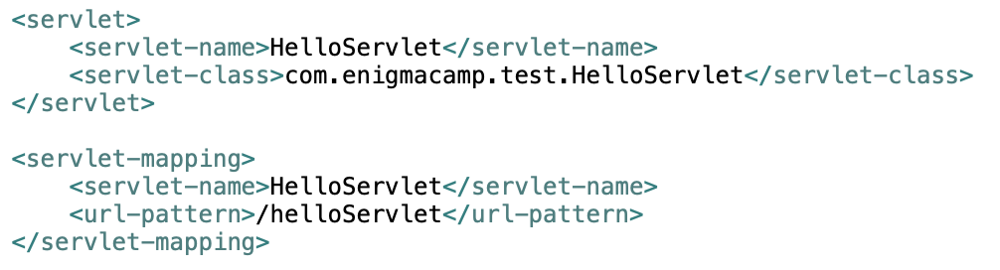 <servlet>
    <servlet-name>HelloServlet</servlet-name>
    <servlet-class>com.enigmacamp.test.HelloServlet</servlet-class>
</servlet>

<servlet-mapping>
    <servlet-name>HelloServlet</servlet-name>
    <url-pattern>/helloServlet</url-pattern>
</servlet-mapping>